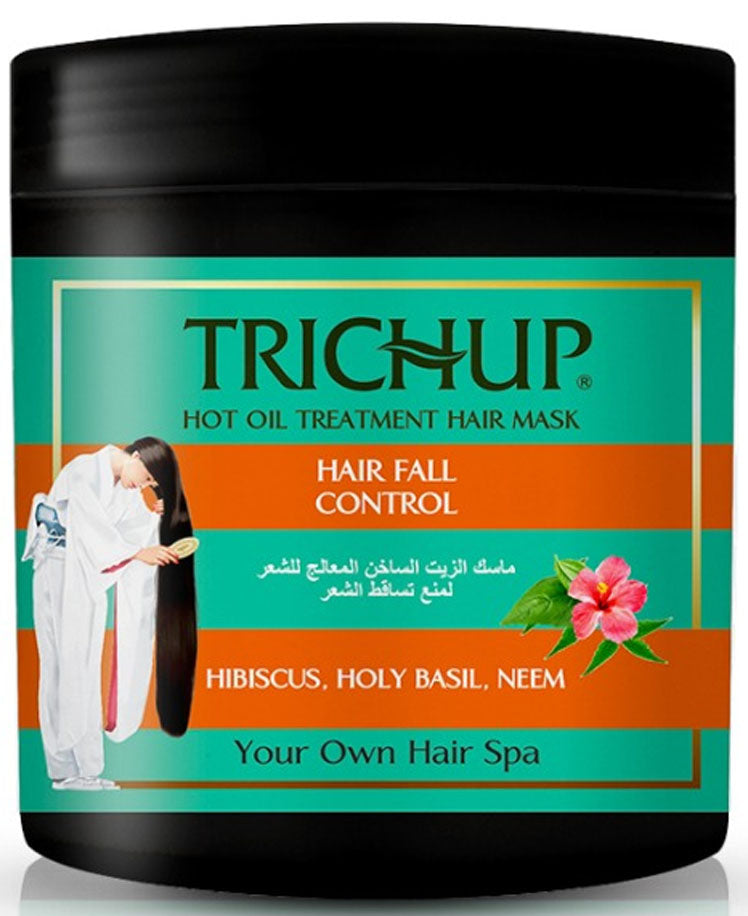 TRICHUP®
HOT OIL TREATMENT HAIR MASK
HAIR FALL
CONTROL
ماسك الزيت الساخن المعالج للشعر
لمنع تساقط الشعر
HIBISCUS, HOLY BASIL, NEEM
Your Own Hair Spa